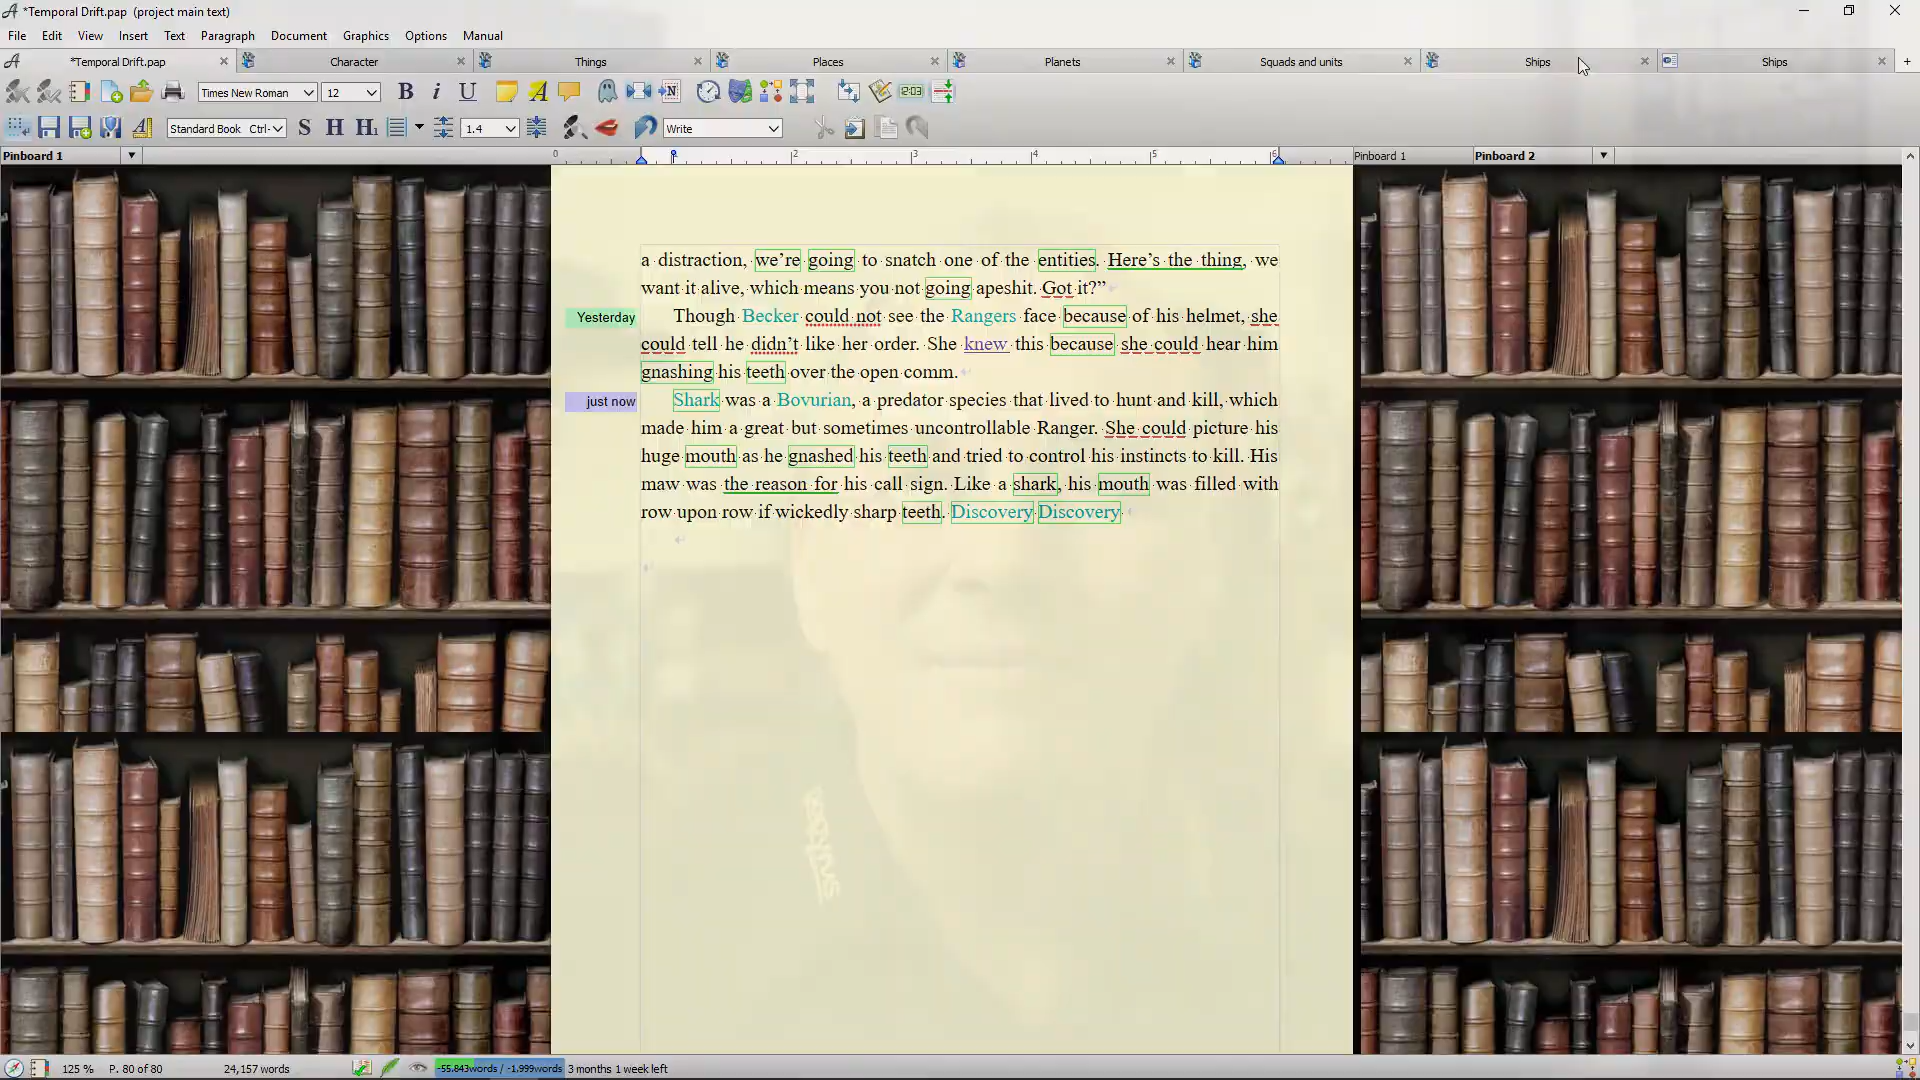 *Temporal Drift.pap  (project main text)
File Edit View Insert Text Paragraph Document Graphics Options Manual
*Temporal Drift.pap Character Things Places Planets Squads and units Ships Ships
Times New Roman 12 B i U A N 12:03
Standard Book Ctrl- S H H1 1.4 Write
Pinboard 1 0 2 3 4 5 6 Pinboard 1 Pinboard 2
a distraction, we’re going to snatch one of the entities. Here’s the thing, we
want it alive, which means you not going apeshit. Got it?”
Yesterday Though Becker could not see the Rangers face because of his helmet, she
could tell he didn’t like her order. She knew this because she could hear him
gnashing his teeth over the open comm.
just now Shark was a Bovurian, a predator species that lived to hunt and kill, which
made him a great but sometimes uncontrollable Ranger. She could picture his
huge mouth as he gnashed his teeth and tried to control his instincts to kill. His
maw was the reason for his call sign. Like a shark, his mouth was filled with
row upon row if wickedly sharp teeth. Discovery Discovery
125 % P. 80 of 80 24,157 words -55.843words / -1.999words 3 months 1 week left